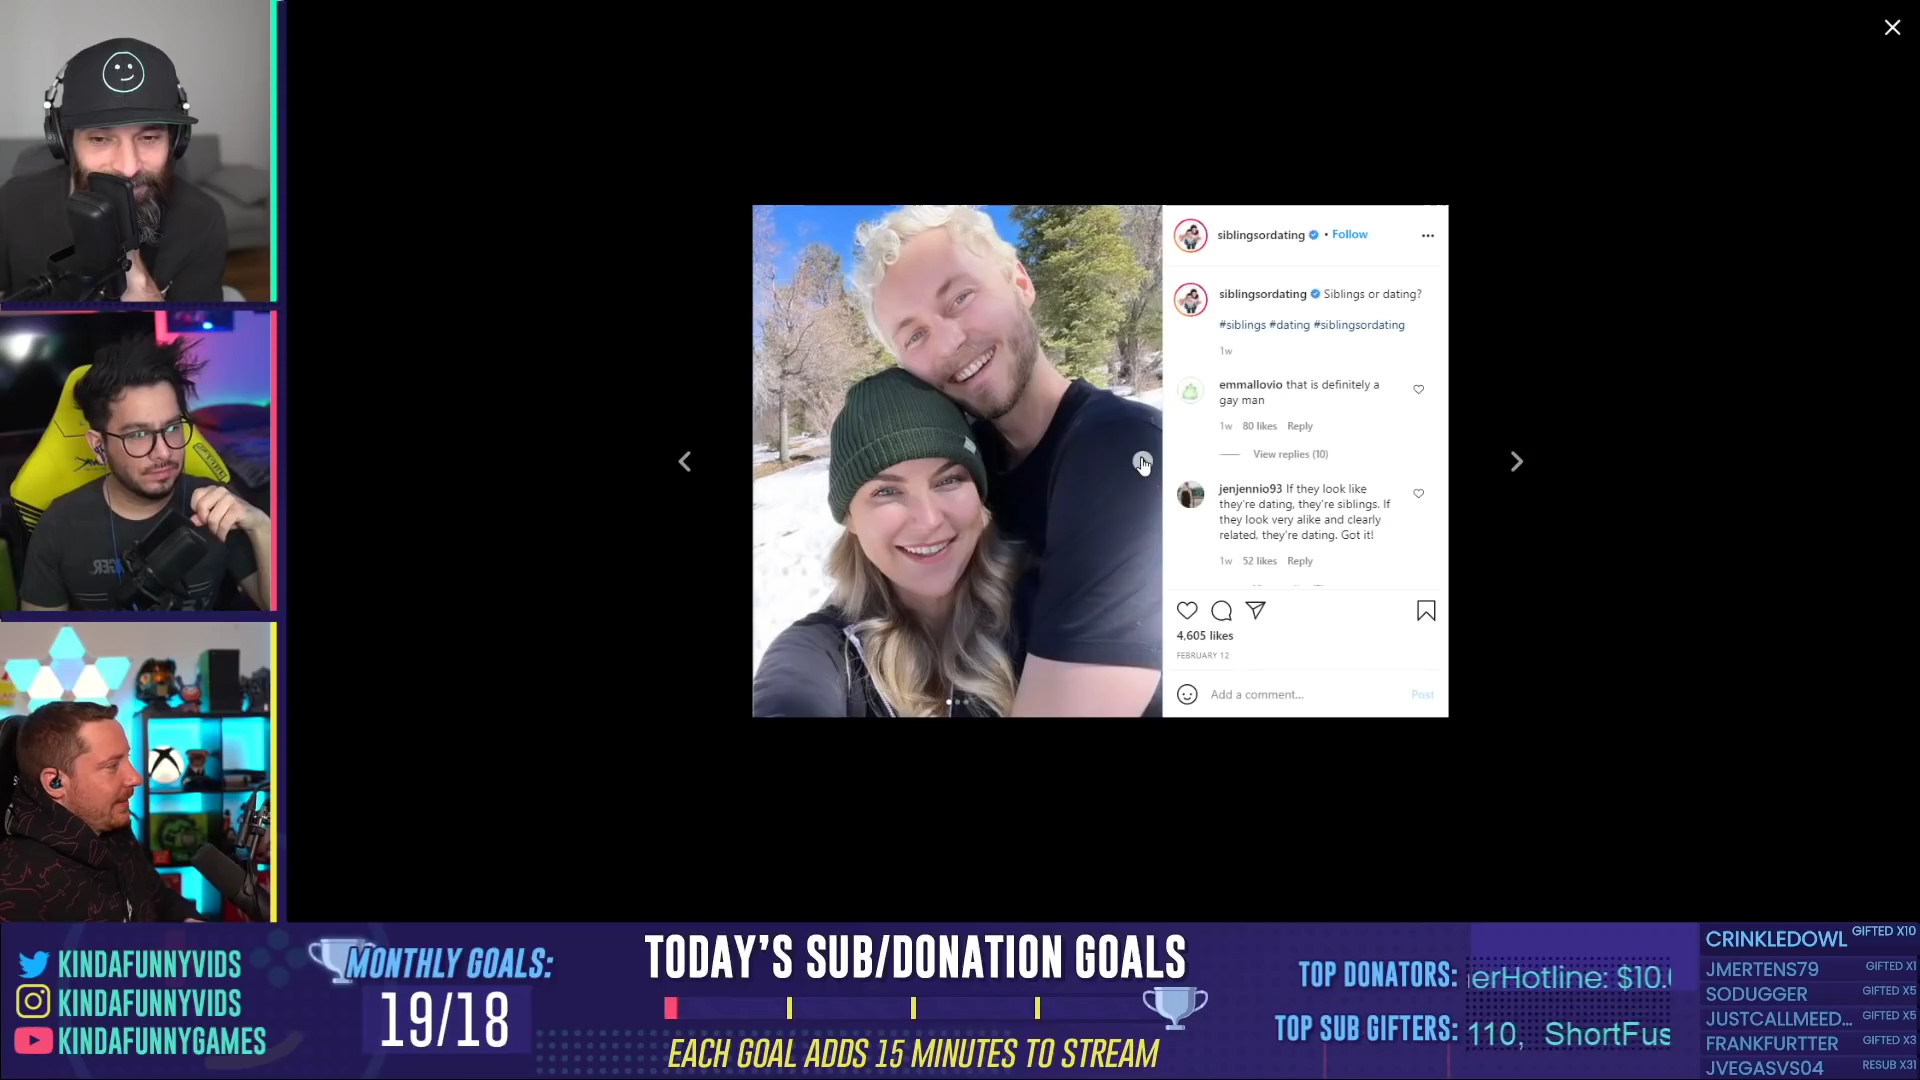 siblingsordating • Follow
siblingsordating Siblings or dating?
#siblings #dating #siblingsordating
1w
emmallovio that is definitely a
gay man
1w 80 likes Reply
View replies (10)
jenjennio93 If they look like
they're dating, they're siblings. If
they look very alike and clearly
related, they're dating. Got it!
1w 52 likes Reply
4,605 likes
FEBRUARY 12
Add a comment... Post
KINDAFUNNYVIDS
KINDAFUNNYVIDS
KINDAFUNNYGAMES
MONTHLY GOALS:
19/18
TODAY'S SUB/DONATION GOALS
EACH GOAL ADDS 15 MINUTES TO STREAM
TOP DONATORS: erHotline: $10.
TOP SUB GIFTERS: 110, ShortFus
CRINKLEDOWL GIFTED X10
JMERTENS79 GIFTED X1
SODUGGER GIFTED X5
JUSTCALLMEED... GIFTED X5
FRANKFURTTER GIFTED X3
JVEGASVS04 RESUB X31